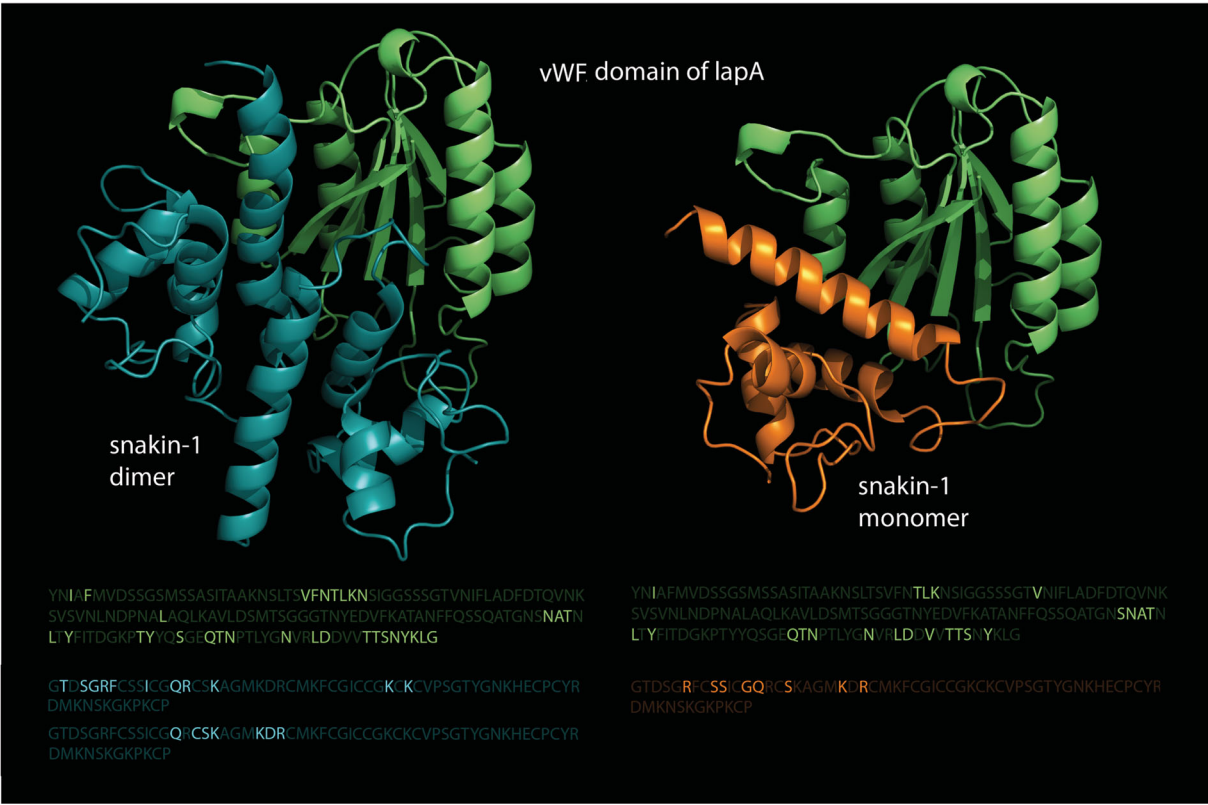 vWF domain of lapA
snakin-1
dimer
snakin-1
monomer
YNIAFMVDSSGSMSSASITAAKNSLTSVFNTLKNSIGGSSSGTVNIFLADFDTQVNK
SVSVNLNDPNALAQLKAVLDSMTSGGGTNYEDVFKATANFFQSSQATGNSNATN
LTYFITDGKPTYYQSGEQTNPTLYGNVRLDDVVTTSNYKLG
GTDSGRFCSSICGQRCSKAGMKDRCMKFCGICCGKCKCVPSGTYGNKHECPCYR
DMKNSKGKPKCP
GTDSGRFCSSICGQRCSKAGMKDRCMKFCGICCGKCKCVPSGTYGNKHECPCYR
DMKNSKGKPKCP
YNIAFMVDSSGSMSSASITAAKNSLTSVFNTLKNSIGGSSSGTVNIFLADFDTQVNK
SVSVNLNDPNALAQLKAVLDSMTSGGGTNYEDVFKATANFFQSSQATGNSNATN
LTYFITDGKPTYYQSGEQTNPTLYGNVRLDDVVTTSNYKLG
GTDSGRFCSSICGQRCSKAGMKDRCMKFCGICCGKCKCVPSGTYGNKHECPCYR
DMKNSKGKPKCP